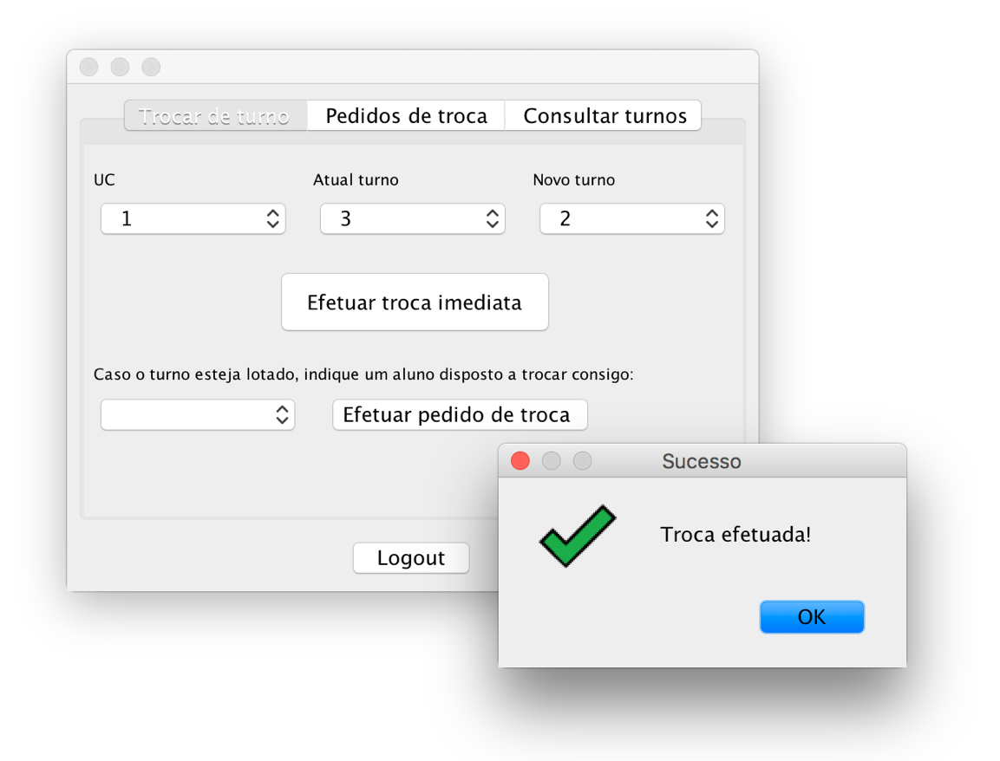 Trocar de turno Pedidos de troca Consultar turnos
UC Atual turno Novo turno
1 3 2
Efetuar troca imediata
Caso o turno esteja lotado, indique um aluno disposto a trocar consigo:
Efetuar pedido de troca
Sucesso
Troca efetuada!
Logout
OK